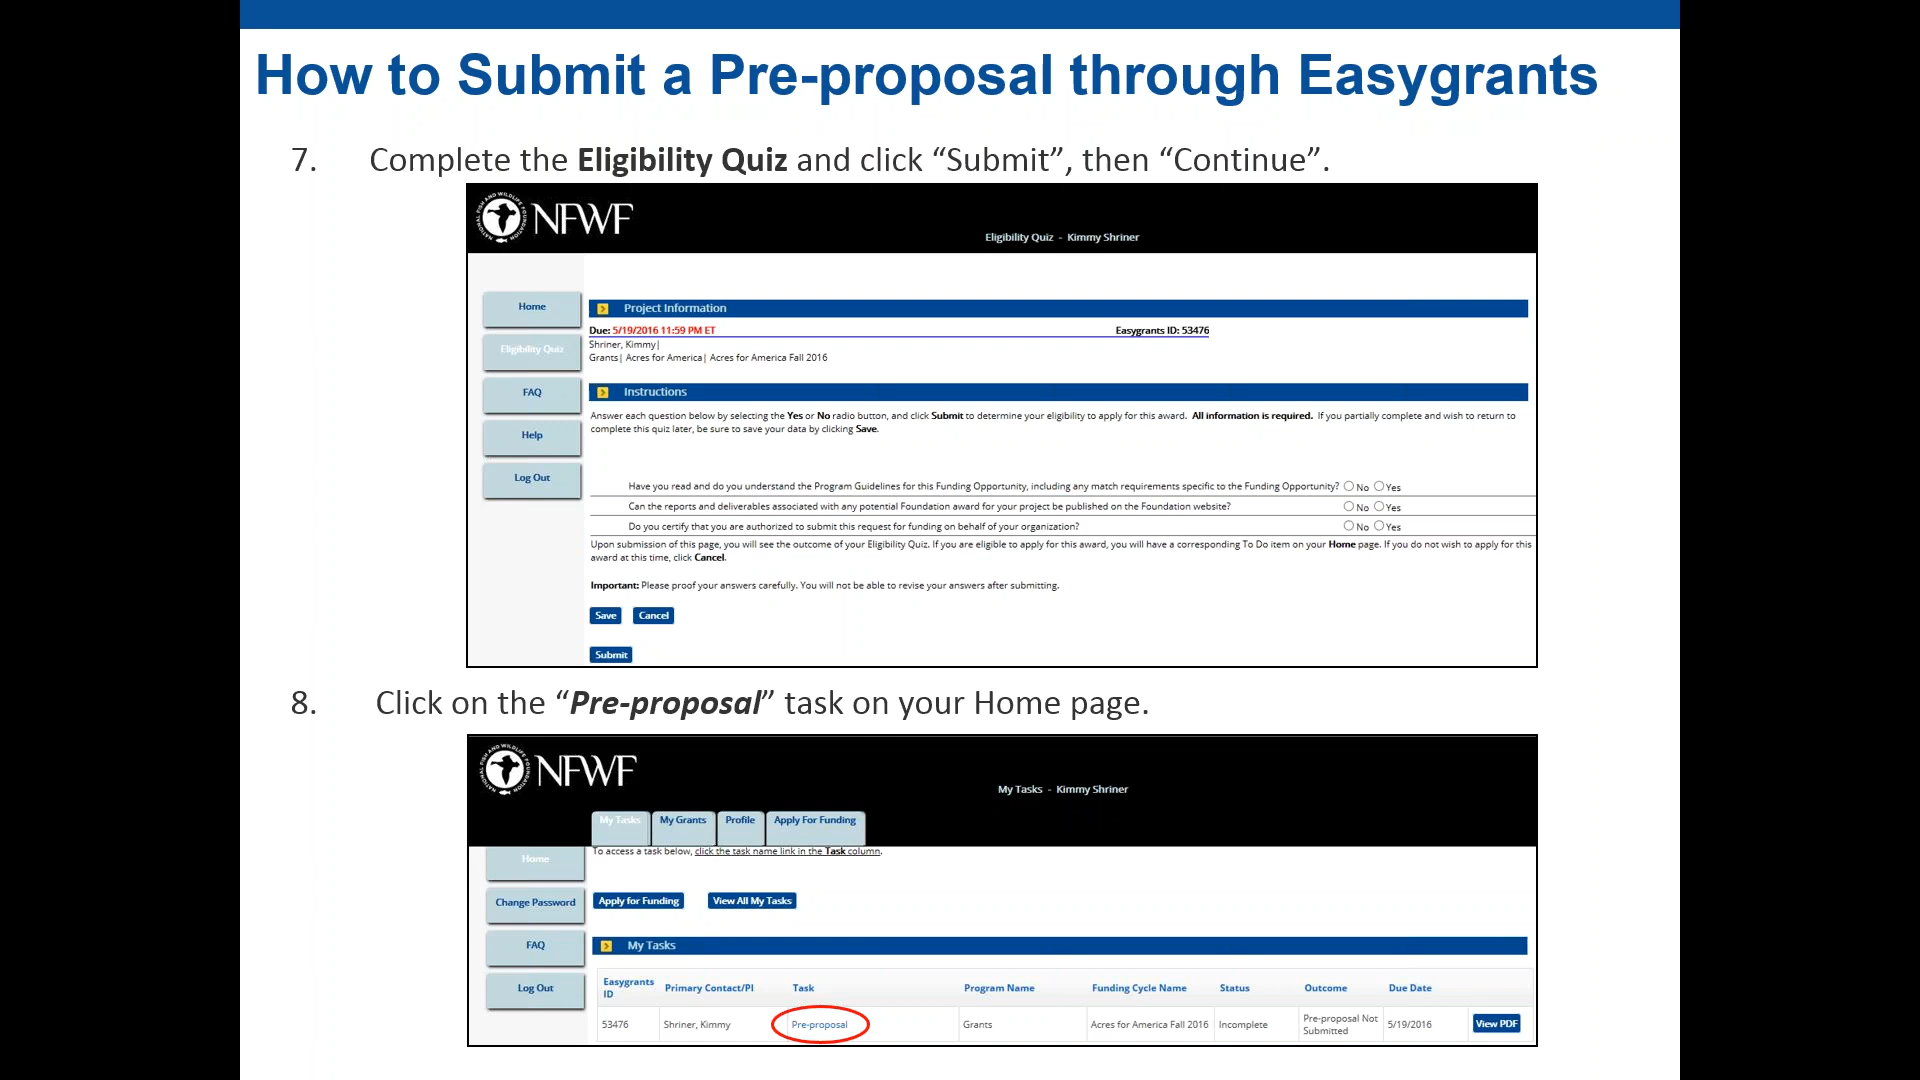 How to Submit a Pre-proposal through Easygrants
7. Complete the Eligibility Quiz and click “Submit”, then “Continue”.
NATIONAL FISH AND WILDLIFE FOUNDATION
NFWF
Eligibility Quiz - Kimmy Shriner
Home
Eligibility Quiz
FAQ
Help
Log Out
Project Information
Due: 5/19/2016 11:59 PM ET Easygrants ID: 53476
Shriner, Kimmy|
Grants| Acres for America| Acres for America Fall 2016
Instructions
Answer each question below by selecting the Yes or No radio button, and click Submit to determine your eligibility to apply for this award. All information is required. If you partially complete and wish to return to
complete this quiz later, be sure to save your data by clicking Save.
Have you read and do you understand the Program Guidelines for this Funding Opportunity, including any match requirements specific to the Funding Opportunity? No Yes
Can the reports and deliverables associated with any potential Foundation award for your project be published on the Foundation website? No Yes
Do you certify that you are authorized to submit this request for funding on behalf of your organization? No Yes
Upon submission of this page, you will see the outcome of your Eligibility Quiz. If you are eligible to apply for this award, you will have a corresponding To Do item on your Home page. If you do not wish to apply for this
award at this time, click Cancel.
Important: Please proof your answers carefully. You will not be able to revise your answers after submitting.
Save Cancel
Submit
8. Click on the “Pre-proposal” task on your Home page.
NATIONAL FISH AND WILDLIFE FOUNDATION
NFWF
My Tasks - Kimmy Shriner
My Tasks My Grants Profile Apply For Funding
Home
Change Password
FAQ
Log Out
To access a task below, click the task name link in the Task column.
Apply for Funding View All My Tasks
My Tasks
Easygrants ID Primary Contact/PI Task Program Name Funding Cycle Name Status Outcome Due Date
53476 Shriner, Kimmy Pre-proposal Grants Acres for America Fall 2016 Incomplete Pre-proposal Not Submitted 5/19/2016 View PDF